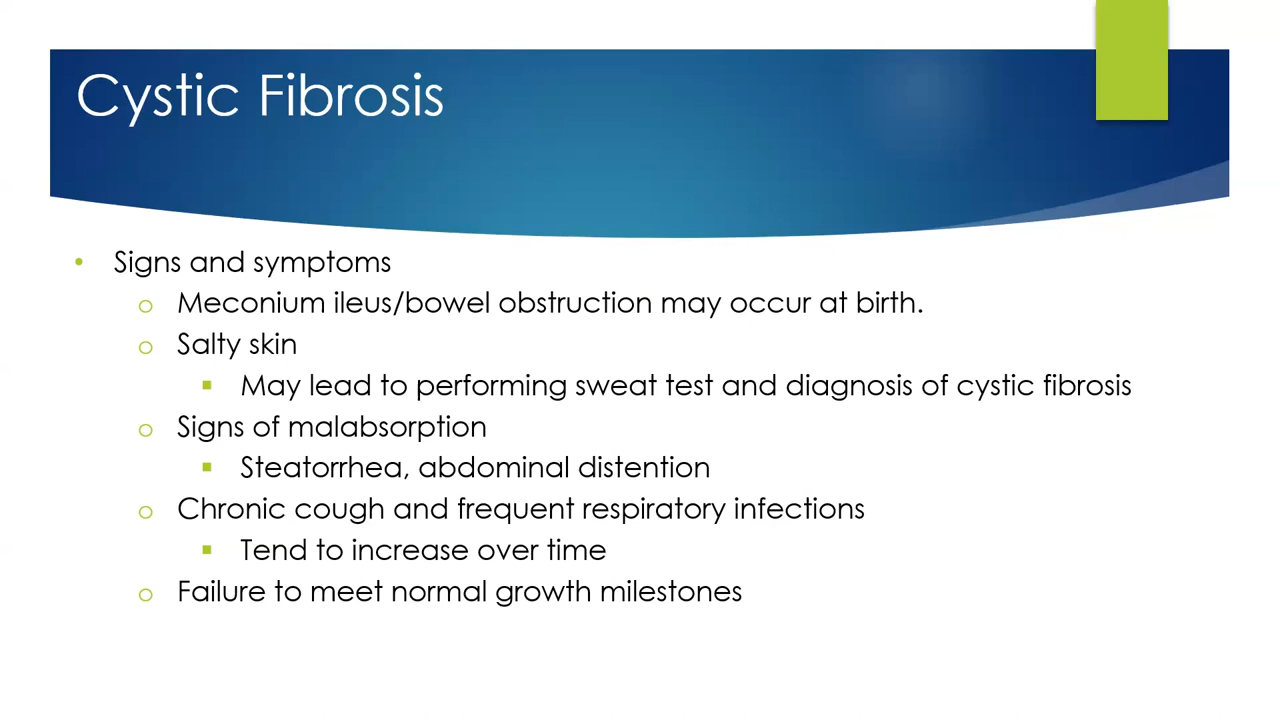 Cystic Fibrosis
• Signs and symptoms
o Meconium ileus/bowel obstruction may occur at birth.
o Salty skin
▪ May lead to performing sweat test and diagnosis of cystic fibrosis
o Signs of malabsorption
▪ Steatorrhea, abdominal distention
o Chronic cough and frequent respiratory infections
▪ Tend to increase over time
o Failure to meet normal growth milestones